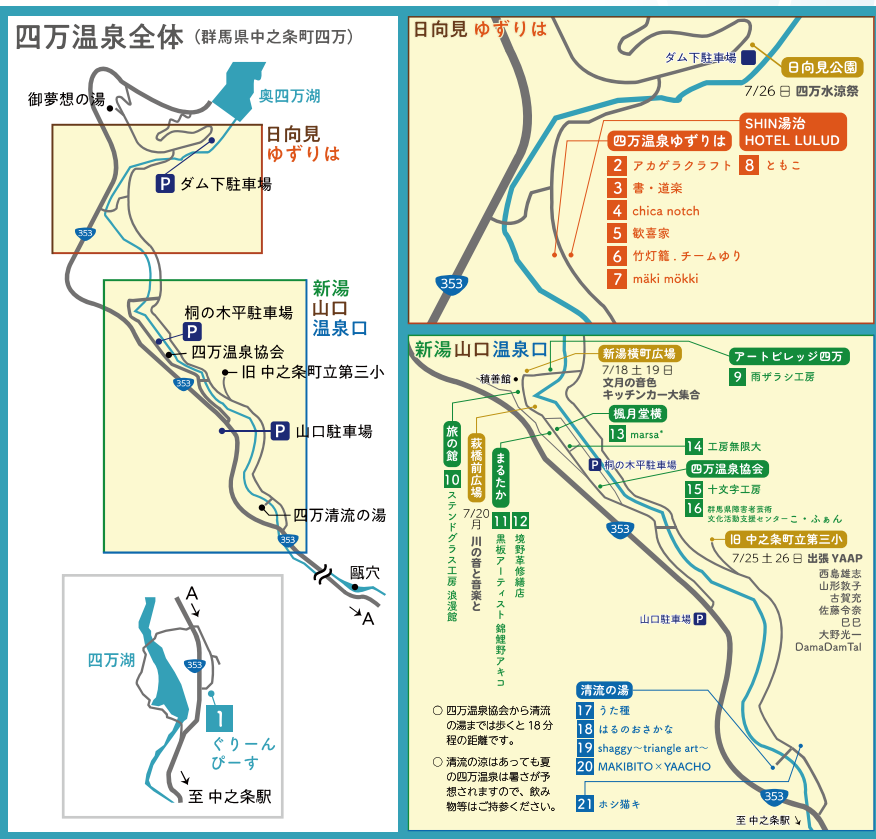 四万温泉全体（群馬県中之条町四万）
御夢想の湯
奥四万湖
日向見
ゆずりは
P ダム下駐車場
353
新湯
山口
温泉口
桐の木平駐車場
P
四万温泉協会
旧 中之条町立第三小
353
P 山口駐車場
四万清流の湯
353
甌穴
A
A
四万湖
353
1
ぐりーん
ぴーす
至 中之条駅
日向見 ゆずりは
ダム下駐車場
日向見公園
7/26 日 四万水涼祭
四万温泉ゆずりは
2 アカゲラクラフト
3 書・道楽
4 chica notch
5 歓喜家
6 竹灯籠 . チームゆり
7 mäki mökki
SHIN湯治
HOTEL LULUD
8 ともこ
353
新湯山口温泉口
積善館
新湯横町広場
7/18 土 19 日
文月の音色
キッチンカー大集合
アートビレッジ四万
9 雨ザラシ工房
旅の館
10 ステンドグラス工房 浪漫館
萩橋前広場
7/20
月 川の音と音楽と
まるたか
11 黒板アーティスト 錦鯉野アキコ
12 境野革修繕店
楓月堂横
13 marsa*
14 工房無限大
P 桐の木平駐車場
四万温泉協会
15 十文字工房
16 群馬県障害者芸術
文化活動支援センターこ・ふぁん
353
旧 中之条町立第三小
7/25 土 26 日 出張 YAAP
西島雄志
山形敦子
古賀充
佐藤令奈
巳巳
大野光一
DamaDamTal
山口駐車場 P
清流の湯
17 うた種
18 はるのおさかな
19 shaggy～triangle art～
20 MAKIBITO×YAACHO
21 ホシ猫キ
353
至 中之条駅
○ 四万温泉協会から清流
の湯までは歩くと 18 分
程の距離です。
○ 清流の涼はあっても夏
の四万温泉は暑さが予
想されますので、飲み
物等はご持参ください。